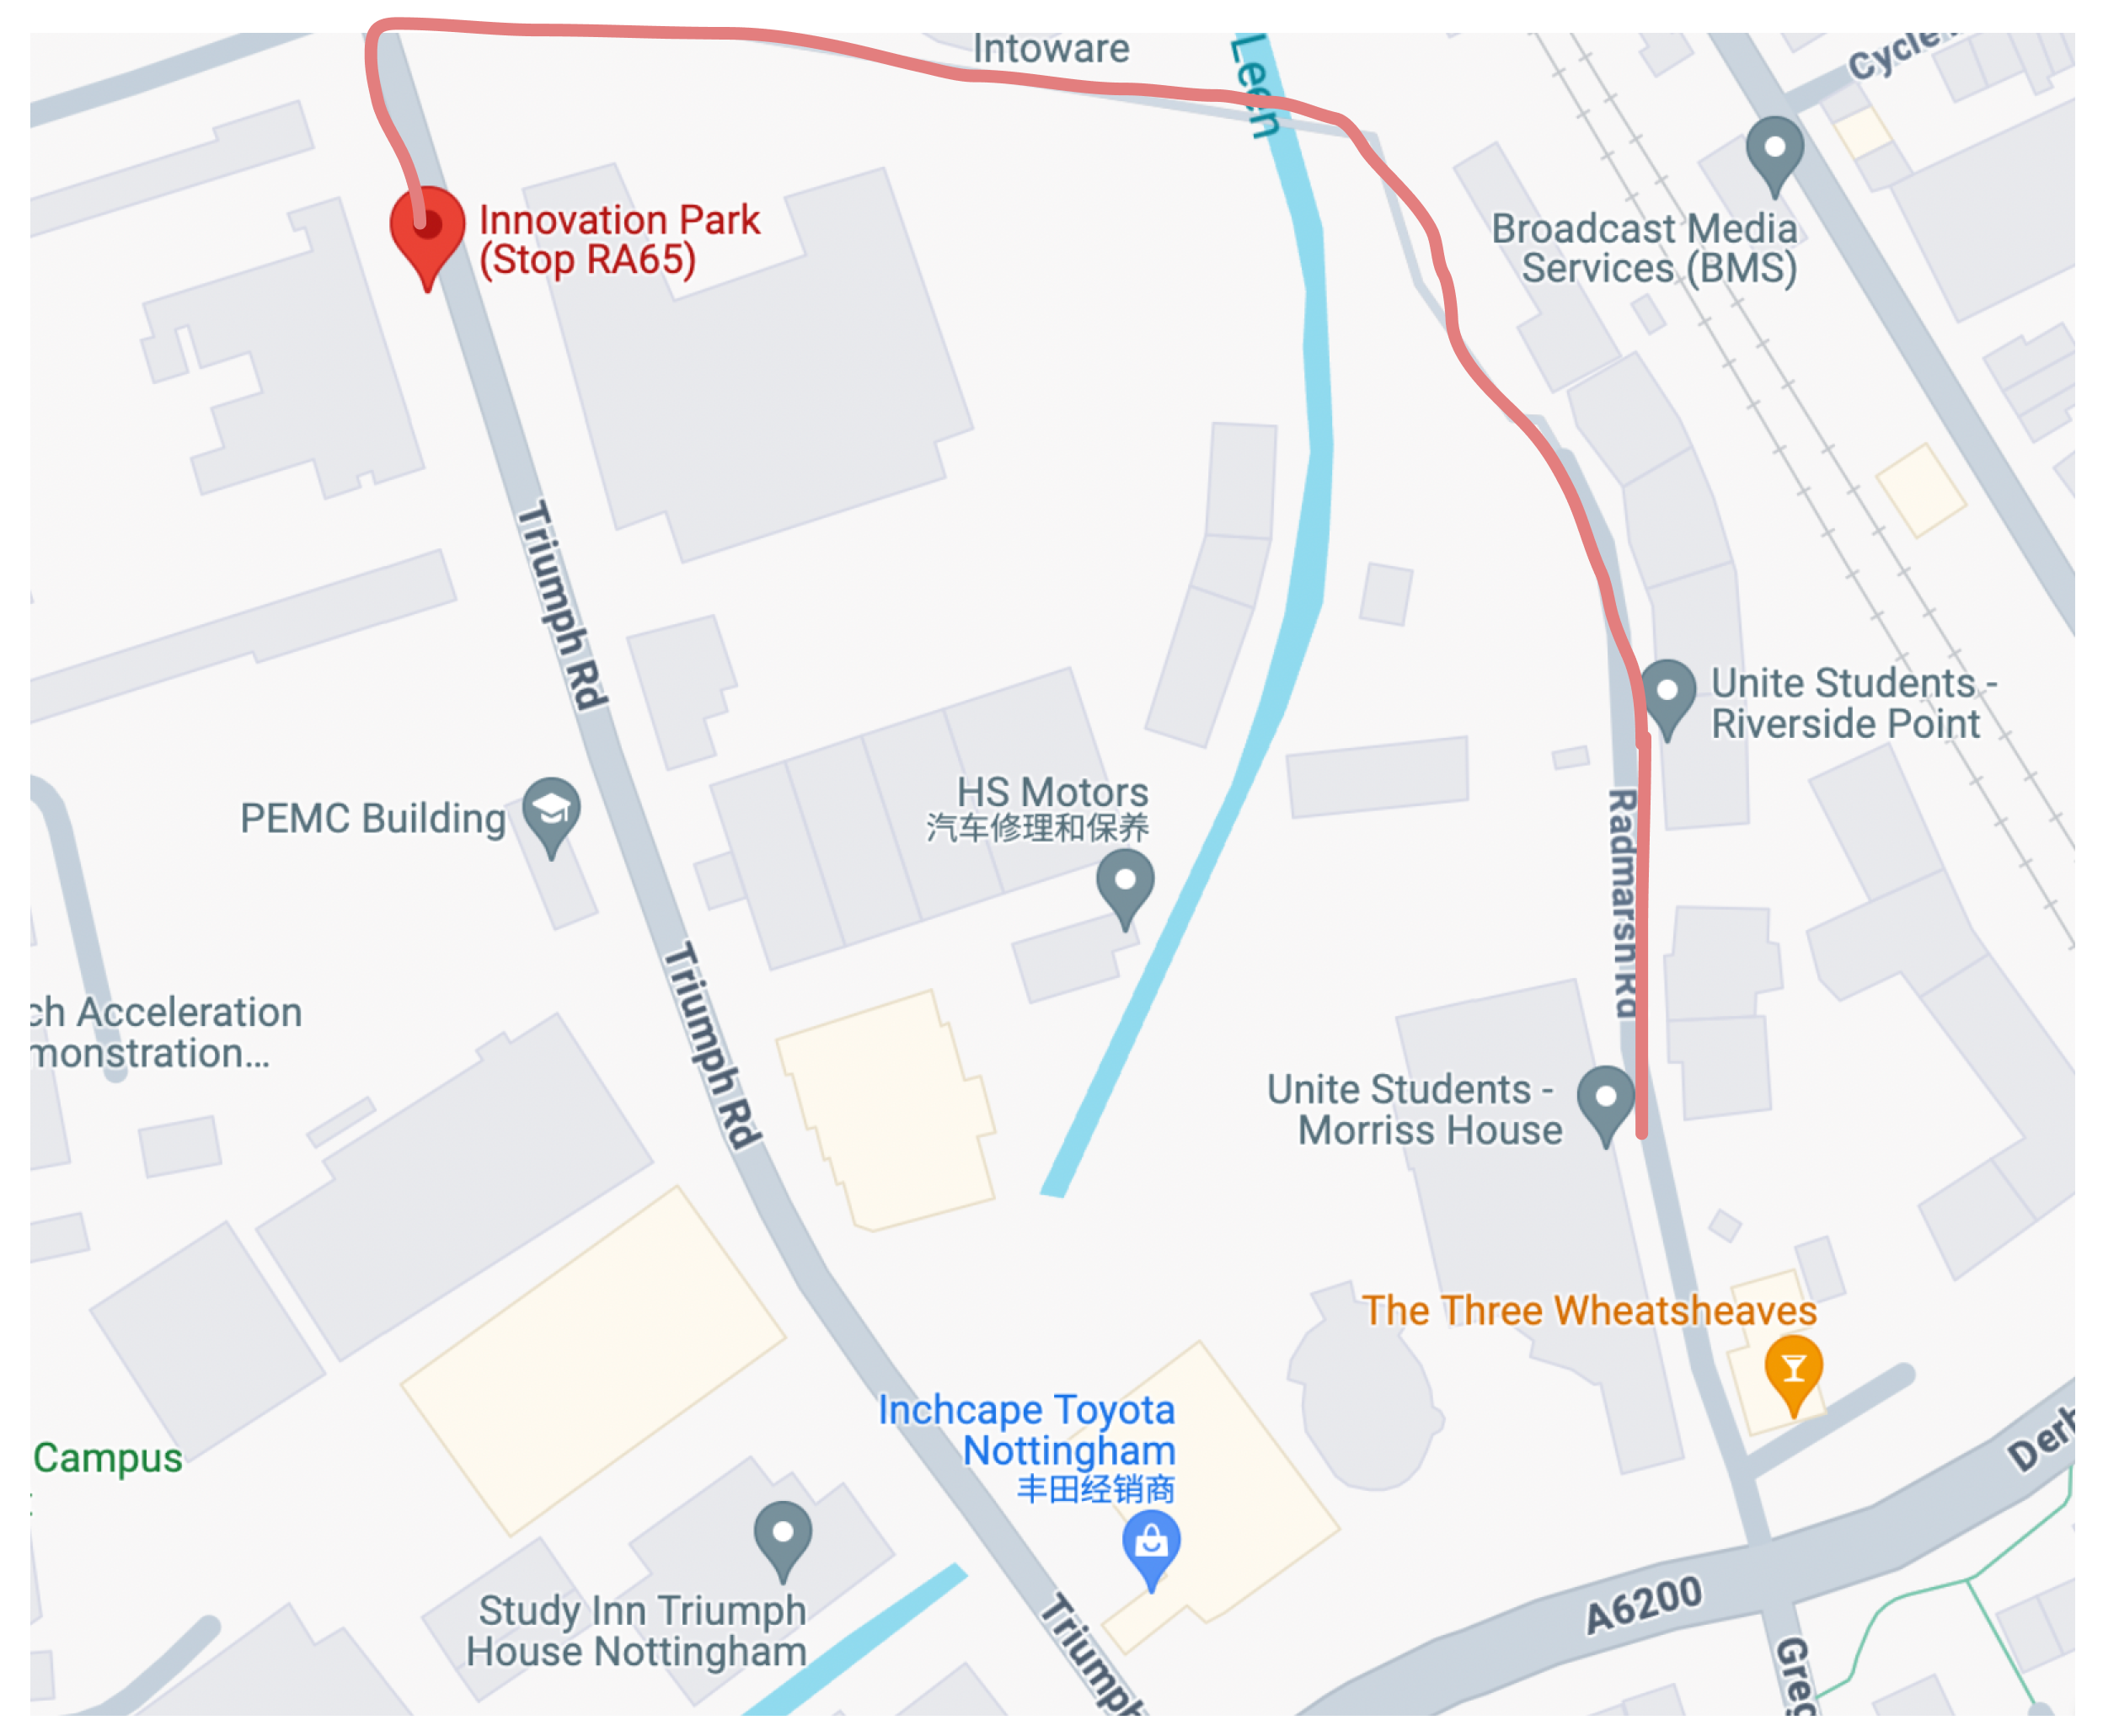 Intoware
Leen
Cycle
Innovation Park
(Stop RA65)
Broadcast Media
Services (BMS)
Triumph Rd
Unite Students -
Riverside Point
PEMC Building
HS Motors
汽车修理和保养
Radmarsh Rd
Triumph Rd
ch Acceleration
monstration...
Unite Students -
Morriss House
The Three Wheatsheaves
Inchcape Toyota
Nottingham
丰田经销商
Campus
Derb
Study Inn Triumph
House Nottingham
Triumph
A6200
Greg